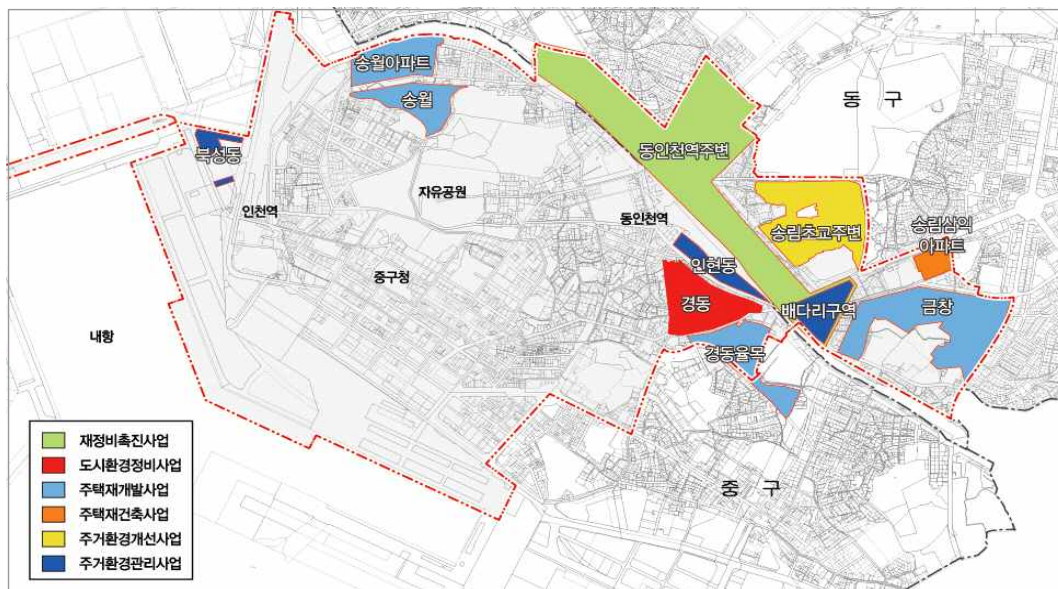 송월아파트
송월
북성동
인천역
자유공원
중구청
내항
동인천역
동인천역주변
동 구
송림초교주변
송림삼익
아파트
인현동
경동
배다리구역
금창
경동율목
중 구
재정비촉진사업
도시환경정비사업
주택재개발사업
주택재건축사업
주거환경개선사업
주거환경관리사업